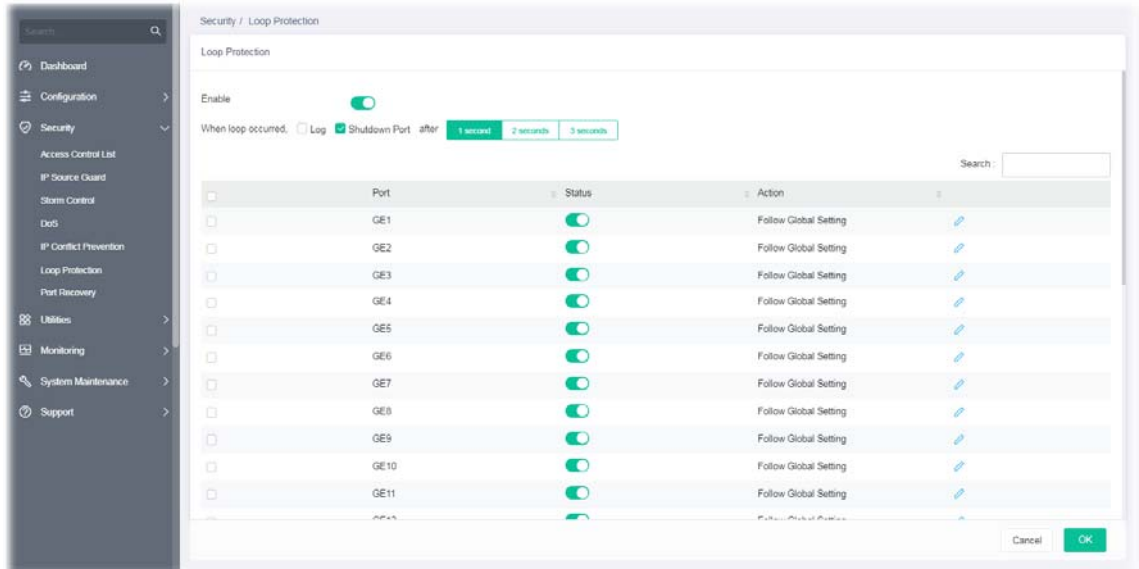 Search
Dashboard
Configuration
Security
Access Control List
IP Source Guard
Storm Control
DoS
IP Conflict Prevention
Loop Protection
Port Recovery
Utilities
Monitoring
System Maintenance
Support
Security / Loop Protection
Loop Protection
Enable
When loop occurred, Log Shutdown Port after 1 second 2 seconds 3 seconds
Search :
Port Status Action
GE1 Follow Global Setting
GE2 Follow Global Setting
GE3 Follow Global Setting
GE4 Follow Global Setting
GE5 Follow Global Setting
GE6 Follow Global Setting
GE7 Follow Global Setting
GE8 Follow Global Setting
GE9 Follow Global Setting
GE10 Follow Global Setting
GE11 Follow Global Setting
GE12 Follow Global Setting
Cancel OK